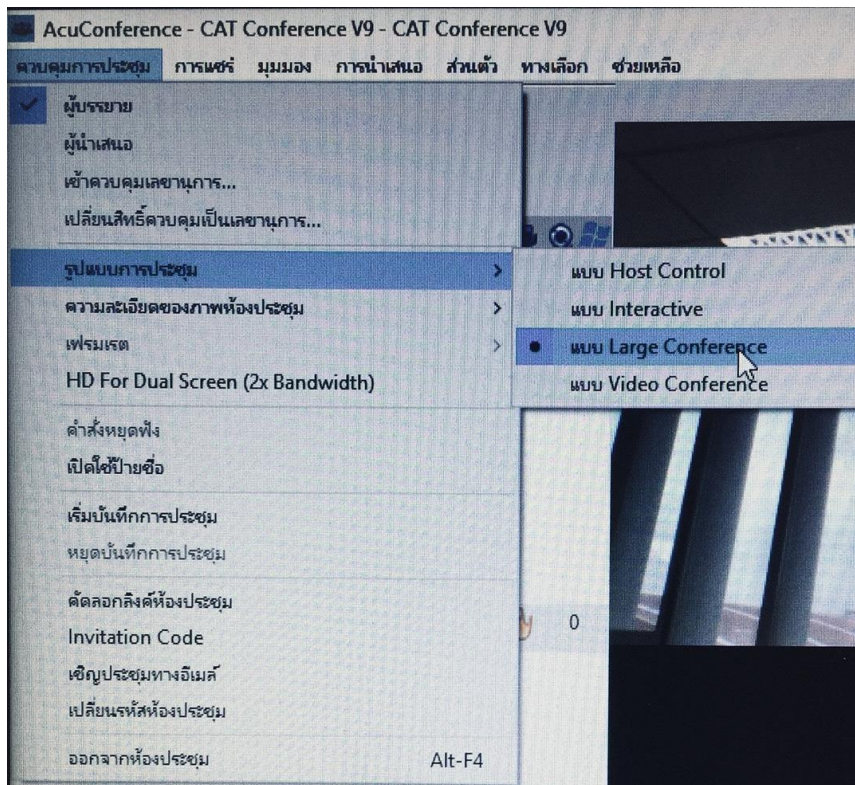 AcuConference - CAT Conference V9 - CAT Conference V9
ควบคุมการประชุม การแชร์ มุมมอง การนำเสนอ ส่วนตัว ทางเลือก ช่วยเหลือ
ผู้บรรยาย
ผู้นำเสนอ
เข้าควบคุมเลขานุการ...
เปลี่ยนสิทธิ์ควบคุมเป็นเลขานุการ...
รูปแบบการประชุม
ความละเอียดของภาพห้องประชุม
เฟรมเรต
HD For Dual Screen (2x Bandwidth)
คำสั่งหยุดฟัง
เปิดใช้ป้ายชื่อ
เริ่มบันทึกการประชุม
หยุดบันทึกการประชุม
คัดลอกลิงค์ห้องประชุม
Invitation Code
เชิญประชุมทางอีเมล์
เปลี่ยนรหัสห้องประชุม
ออกจากห้องประชุม Alt-F4
แบบ Host Control
แบบ Interactive
แบบ Large Conference
แบบ Video Conference
0